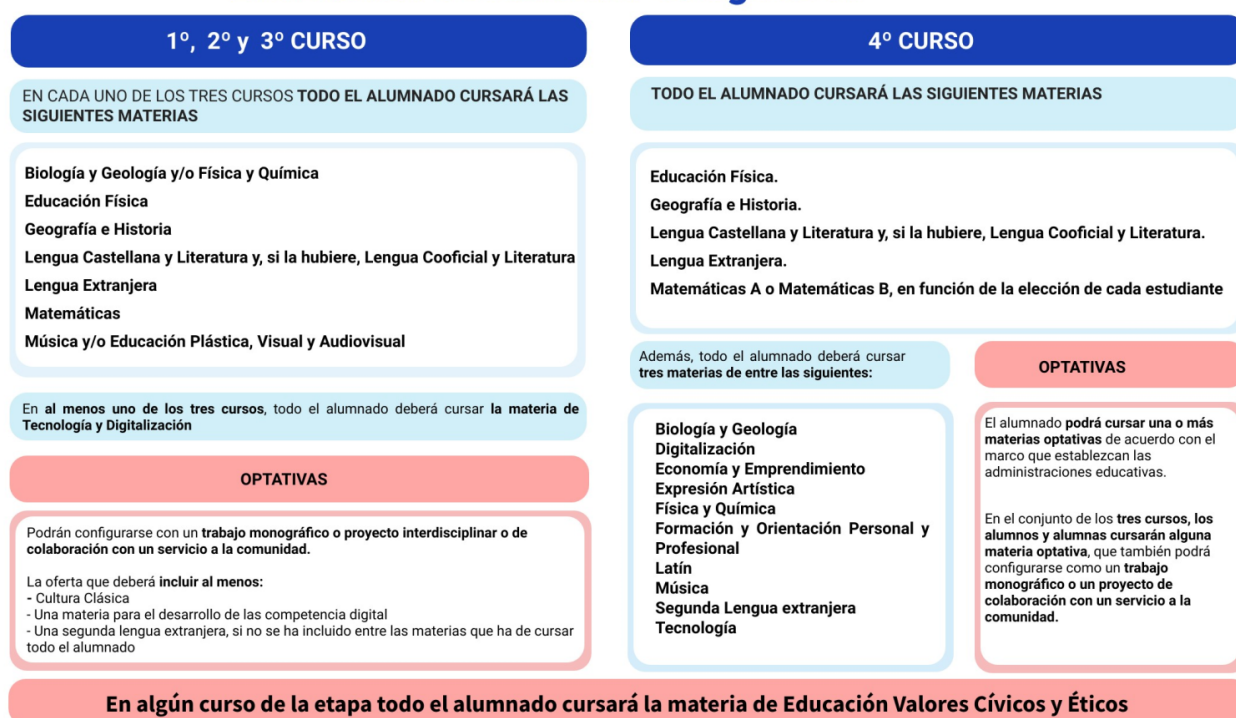 1º, 2º y 3º CURSO
EN CADA UNO DE LOS TRES CURSOS TODO EL ALUMNADO CURSARÁ LAS
SIGUIENTES MATERIAS
Biología y Geología y/o Física y Química
Educación Física
Geografía e Historia
Lengua Castellana y Literatura y, si la hubiere, Lengua Cooficial y Literatura
Lengua Extranjera
Matemáticas
Música y/o Educación Plástica, Visual y Audiovisual
En al menos uno de los tres cursos, todo el alumnado deberá cursar la materia de
Tecnología y Digitalización
OPTATIVAS
Podrán configurarse con un trabajo monográfico o proyecto interdisciplinar o de
colaboración con un servicio a la comunidad.
La oferta que deberá incluir al menos:
- Cultura Clásica
- Una materia para el desarrollo de las competencia digital
- Una segunda lengua extranjera, si no se ha incluido entre las materias que ha de cursar
todo el alumnado
4º CURSO
TODO EL ALUMNADO CURSARÁ LAS SIGUIENTES MATERIAS
Educación Física.
Geografía e Historia.
Lengua Castellana y Literatura y, si la hubiere, Lengua Cooficial y Literatura.
Lengua Extranjera.
Matemáticas A o Matemáticas B, en función de la elección de cada estudiante
Además, todo el alumnado deberá cursar
tres materias de entre las siguientes:
Biología y Geología
Digitalización
Economía y Emprendimiento
Expresión Artística
Física y Química
Formación y Orientación Personal y
Profesional
Latín
Música
Segunda Lengua extranjera
Tecnología
OPTATIVAS
El alumnado podrá cursar una o más
materias optativas de acuerdo con el
marco que establezcan las
administraciones educativas.
En el conjunto de los tres cursos, los
alumnos y alumnas cursarán alguna
materia optativa, que también podrá
configurarse como un trabajo
monográfico o un proyecto de
colaboración con un servicio a la
comunidad.
En algún curso de la etapa todo el alumnado cursará la materia de Educación Valores Cívicos y Éticos